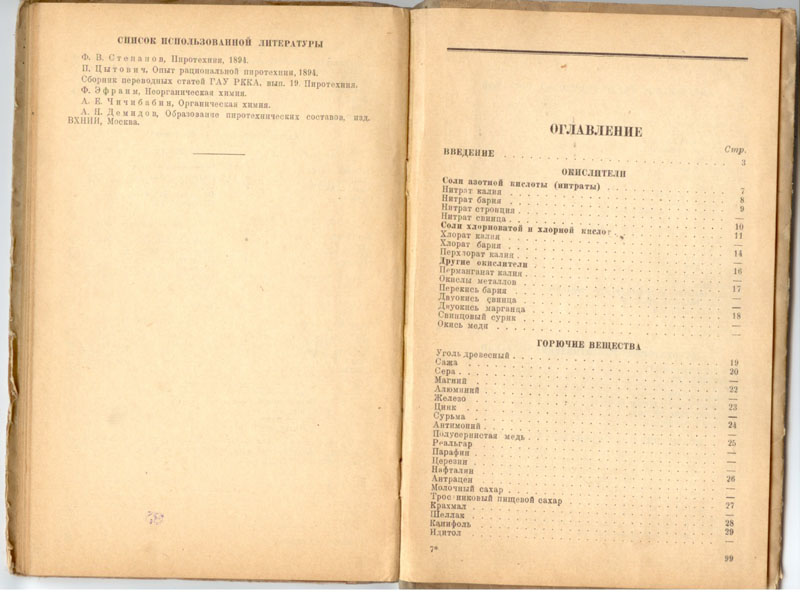 СПИСОК ИСПОЛЬЗОВАННОЙ ЛИТЕРАТУРЫ
Ф. В. Степанов, Пиротехния, 1894.
П. Цытович, Опыт рациональной пиротехнии, 1894.
Сборник переводных статей ГАУ РККА, вып. 19. Пиротехния.
Ф. Эфраим, Неорганическая химия.
А. Е. Чичибабин, Органическая химия.
А. Н. Демидов, Образование пиротехнических составов, изд.
ВХНИИ, Москва.
ОГЛАВЛЕНИЕ
Стр.
ВВЕДЕНИЕ . . . 3
ОКИСЛИТЕЛИ
Соли азотной кислоты (нитраты) . . . 7
Нитрат калия . . . 8
Нитрат бария . . . 9
Нитрат стронция . . . —
Нитрат свинца . . . 10
Соли хлорноватой и хлорной кислот . . . 11
Хлорат калия . . . —
Хлорат бария . . . 14
Перхлорат калия . . . —
Другие окислители . . . 16
Перманганат калия . . . —
Окислы металлов . . . 17
Перекись бария . . . —
Двуокись свинца . . . —
Двуокись марганца . . . 18
Свинцовый сурик . . . —
Окись меди . . . —
ГОРЮЧИЕ ВЕЩЕСТВА
Уголь древесный . . . 19
Сажа . . . 20
Сера . . . —
Магний . . . 22
Алюминий . . . —
Железо . . . 23
Цинк . . . —
Сурьма . . . 24
Антимоний . . . —
Полусернистая медь . . . 25
Реальгар . . . —
Парафин . . . —
Церезин . . . —
Нафталин . . . 26
Антрацен . . . —
Молочный сахар . . . —
Тростниковый пищевой сахар . . . 27
Крахмал . . . —
Шеллак . . . 28
Канифоль . . . 29
Идитол . . . —
7*
99